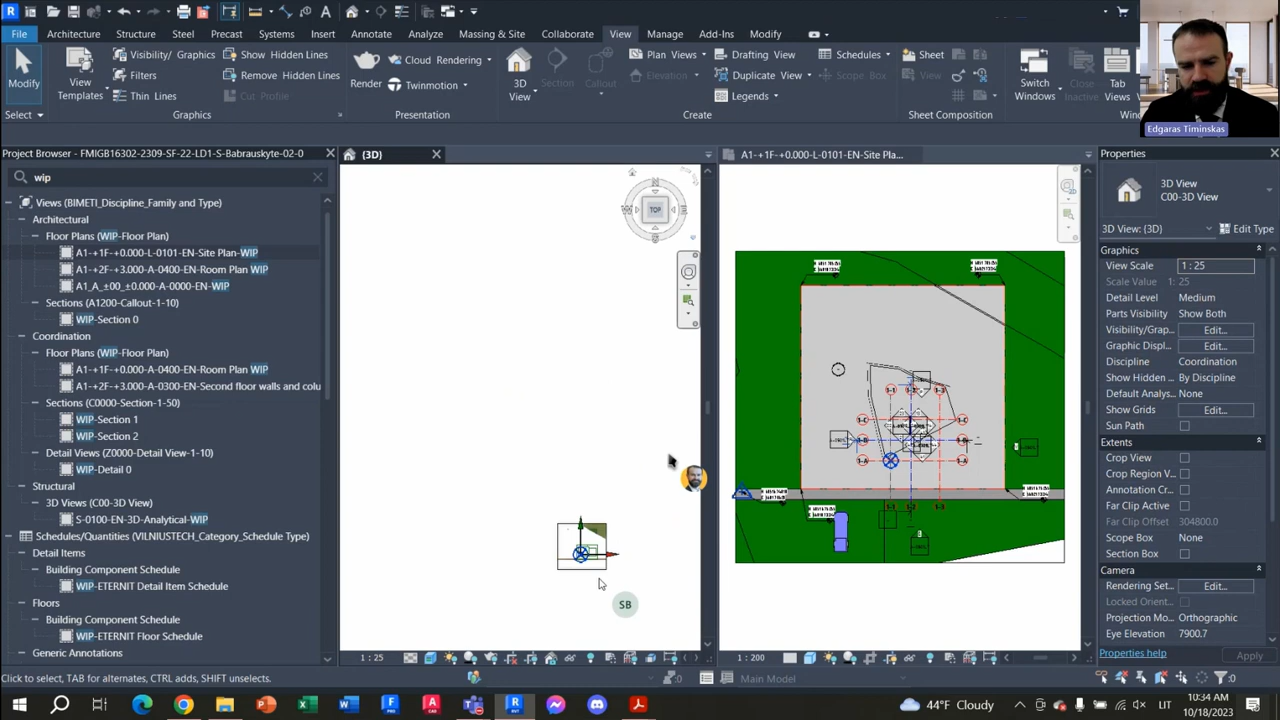 File Architecture Structure Steel Precast Systems Insert Annotate Analyze Massing & Site Collaborate View Manage Add-Ins Modify
Modify
View Templates
Visibility/ Graphics
Filters
Thin Lines
Show Hidden Lines
Remove Hidden Lines
Cut Profile
Render
Cloud Rendering
Twinmotion
3D View
Section
Callout
Plan Views
Elevation
Drafting View
Duplicate View
Legends
Schedules
Scope Box
Sheet
View
Switch Windows
Close Inactive
Tab Views
Select Graphics Presentation Create Sheet Composition
Edgaras Timinskas
Project Browser - FMIGB16302-2309-SF-22-LD1-S-Babrauskyte-02-0
wip
Views (BIMETI_Discipline_Family and Type)
Architectural
Floor Plans (WIP-Floor Plan)
A1-+1F-+0.000-L-0101-EN-Site Plan-WIP
A1-+2F-+3.000-A-0400-EN-Room Plan WIP
A1_A_±00_±0.000-A-0000-EN-WIP
Sections (A1200-Callout-1-10)
WIP-Section 0
Coordination
Floor Plans (WIP-Floor Plan)
A1-+2F-+3.000-A-0400-EN-Room Plan WIP
A1-+2F-+3.000-A-0300-EN-Second floor walls and colu
Sections (C0000-Section-1-50)
WIP-Section 1
WIP-Section 2
Detail Views (Z0000-Detail View-1-10)
WIP-Detail 0
Structural
3D Views (C00-3D View)
S-0100-EN-3D-Analytical-WIP
Schedules/Quantities (VILNIUSTECH_Category_Schedule Type)
Detail Items
Building Component Schedule
WIP-ETERNIT Detail Item Schedule
Floors
Building Component Schedule
WIP-ETERNIT Floor Schedule
Generic Annotations
(3D)
TOP
SB
1 : 25
A1-+1F-+0.000-L-0101-EN-Site Pla...
1 : 200
Properties
3D View
C00-3D View
3D View: {3D}
Edit Type
Graphics
View Scale 1 : 25
Scale Value 1: 25
Detail Level Medium
Parts Visibility Show Both
Visibility/Grap... Edit...
Graphic Displ... Edit...
Discipline Coordination
Show Hidden ... By Discipline
Default Analys... None
Show Grids Edit...
Sun Path
Extents
Crop View
Crop Region V...
Annotation Cr...
Far Clip Active
Far Clip Offset 304800.0
Scope Box None
Section Box
Camera
Rendering Set... Edit...
Locked Orient...
Projection Mo... Orthographic
Eye Elevation 7900.7
Properties help
Apply
Click to select, TAB for alternates, CTRL adds, SHIFT unselects.
:0
Main Model
:0
44°F Cloudy
LIT
10:34 AM
10/18/2023